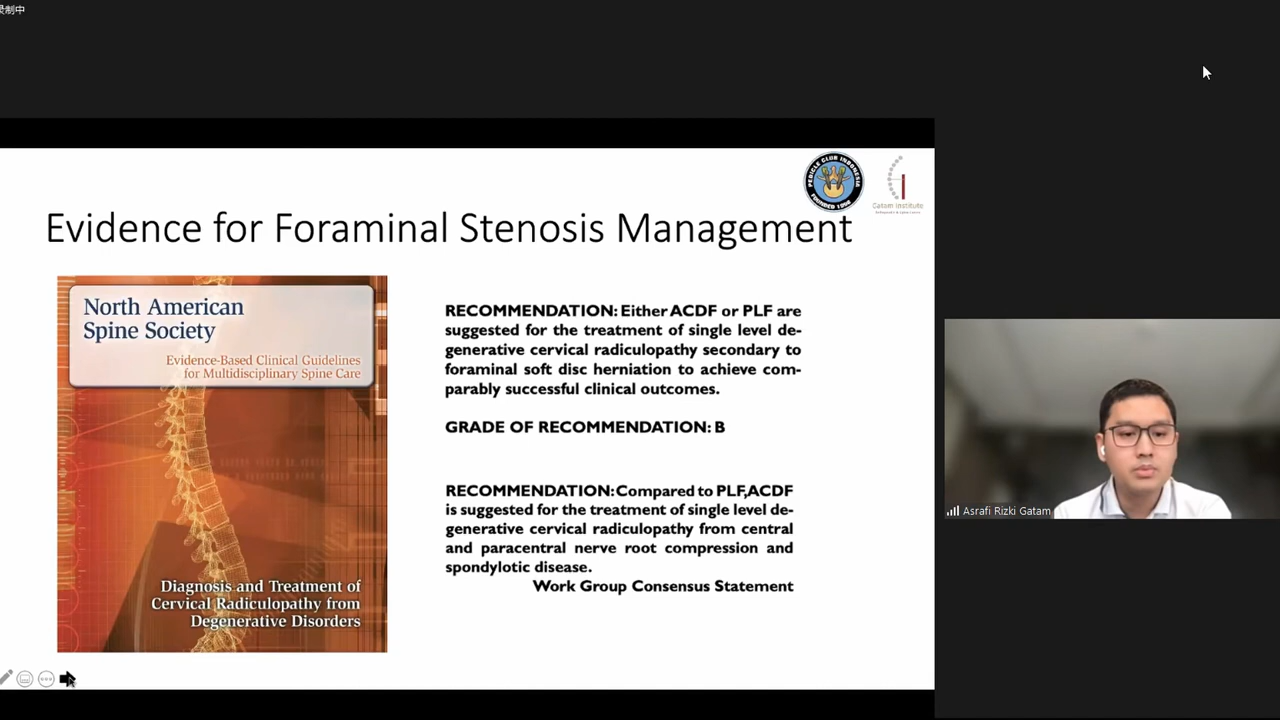 录制中
PEDICLE CLUB INDONESIA
FOUNDED 1998
Gatam Institute
Evidence for Foraminal Stenosis Management
North American
Spine Society
Evidence-Based Clinical Guidelines
for Multidisciplinary Spine Care
Diagnosis and Treatment of
Cervical Radiculopathy from
Degenerative Disorders
RECOMMENDATION: Either ACDF or PLF are
suggested for the treatment of single level de-
generative cervical radiculopathy secondary to
foraminal soft disc herniation to achieve com-
parably successful clinical outcomes.
GRADE OF RECOMMENDATION: B
RECOMMENDATION: Compared to PLF, ACDF
is suggested for the treatment of single level de-
generative cervical radiculopathy from central
and paracentral nerve root compression and
spondylotic disease.
Work Group Consensus Statement
Asrafi Rizki Gatam